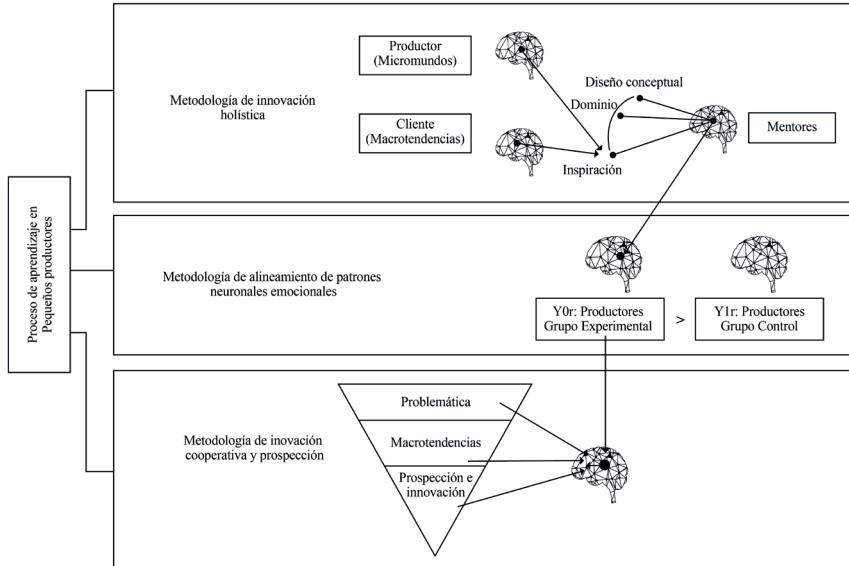 Proceso de aprendizaje en
Pequeños productores
Metodología de innovación
holística
Productor
(Micromundos)
Cliente
(Macrotendencias)
Diseño conceptual
Dominio
Inspiración
Mentores
Metodología de alineamiento de patrones
neuronales emocionales
Y0r: Productores
Grupo Experimental
>
Y1r: Productores
Grupo Control
Metodología de inovación
cooperativa y prospección
Problemática
Macrotendencias
Prospección e
innovación